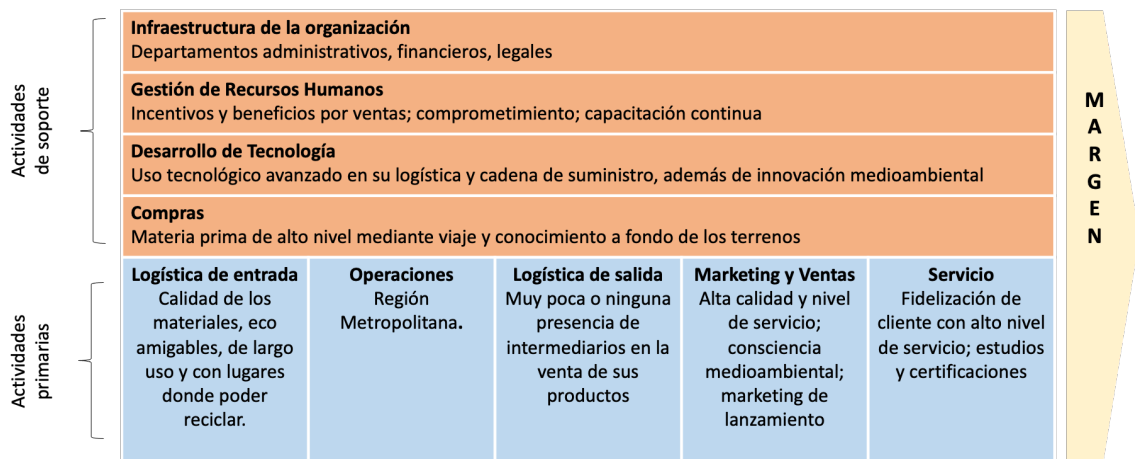 Actividades
de soporte
Infraestructura de la organización
Departamentos administrativos, financieros, legales
Gestión de Recursos Humanos
Incentivos y beneficios por ventas; comprometimiento; capacitación continua
Desarrollo de Tecnología
Uso tecnológico avanzado en su logística y cadena de suministro, además de innovación medioambiental
Compras
Materia prima de alto nivel mediante viaje y conocimiento a fondo de los terrenos
Actividades
primarias
Logística de entrada
Calidad de los
materiales, eco
amigables, de largo
uso y con lugares
donde poder
reciclar.
Operaciones
Región
Metropolitana.
Logística de salida
Muy poca o ninguna
presencia de
intermediarios en la
venta de sus
productos
Marketing y Ventas
Alta calidad y nivel
de servicio;
consciencia
medioambiental;
marketing de
lanzamiento
Servicio
Fidelización de
cliente con alto nivel
de servicio; estudios
y certificaciones
M
A
R
G
E
N